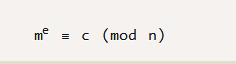 mᵉ ≡ c (mod n)